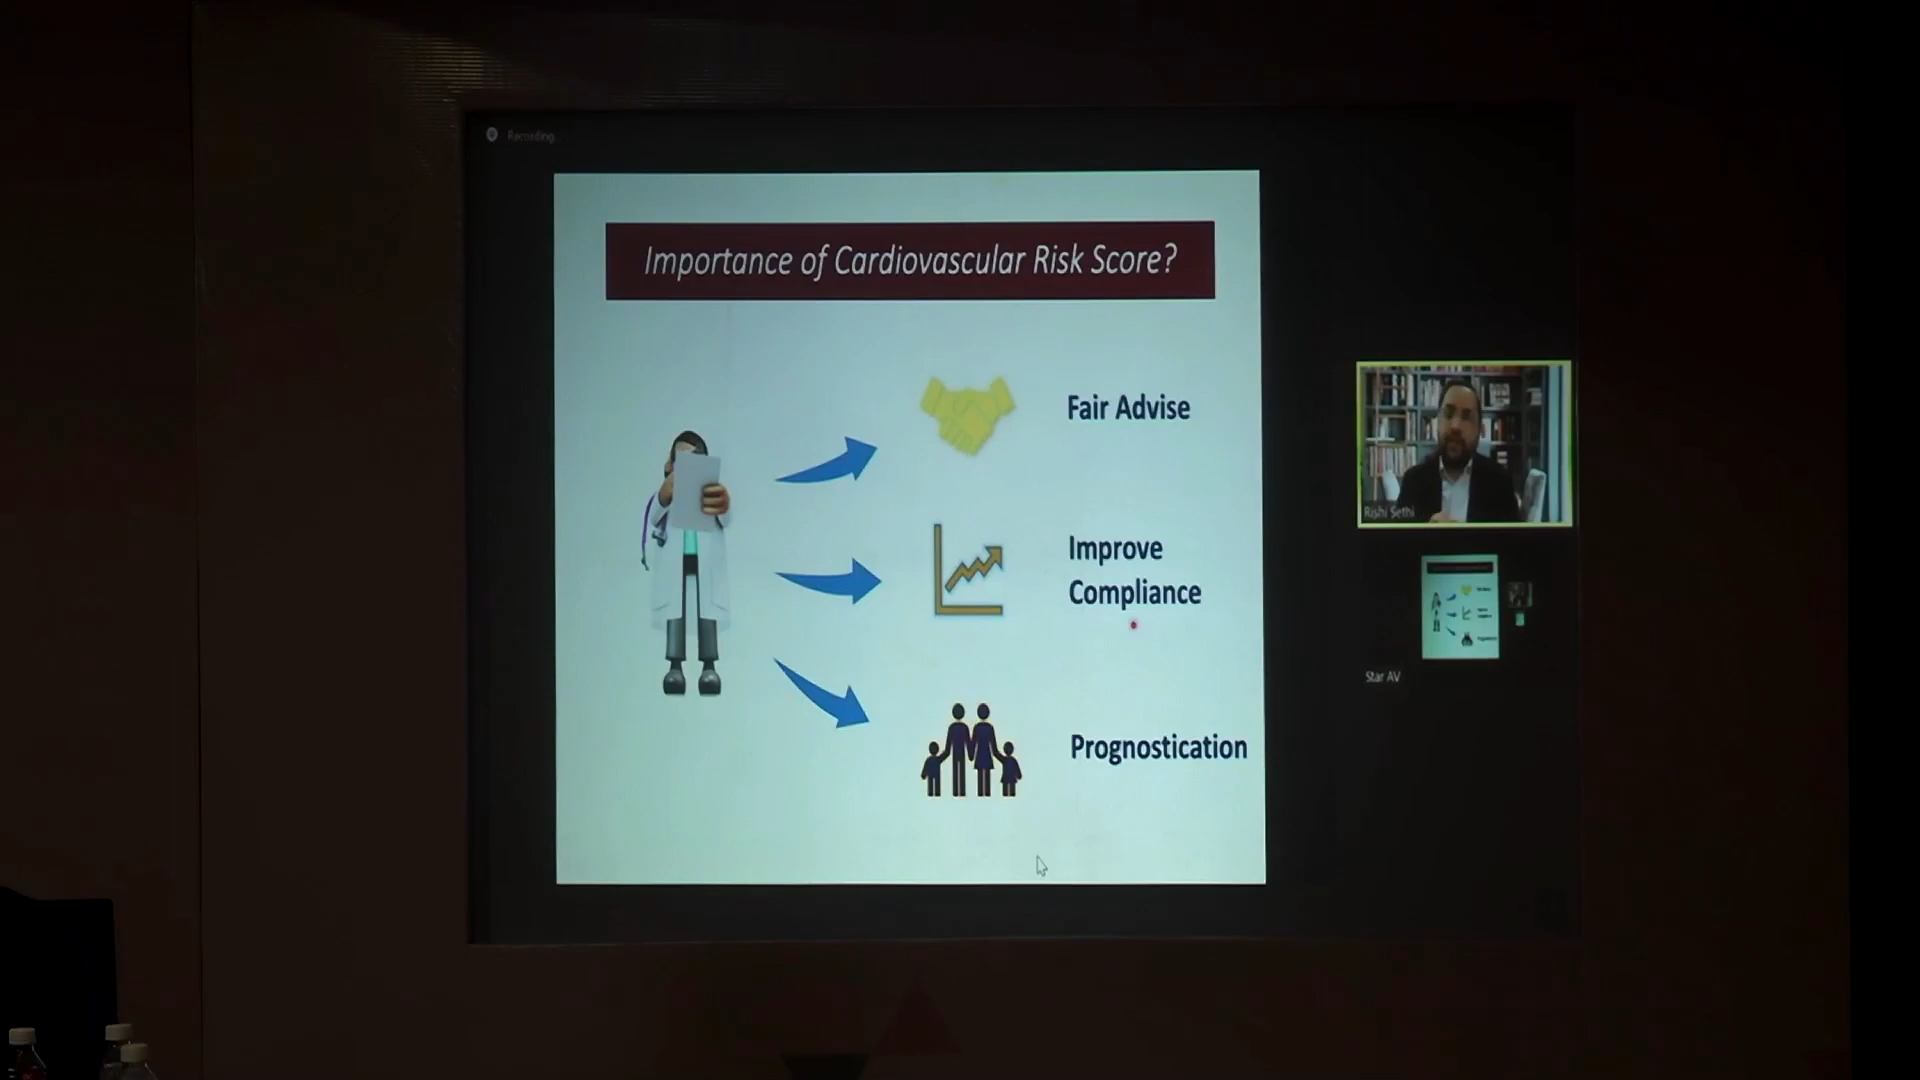 Recording
Importance of Cardiovascular Risk Score?
Fair Advise
Improve
Compliance
Prognostication
Rishi Sethi
Star AV